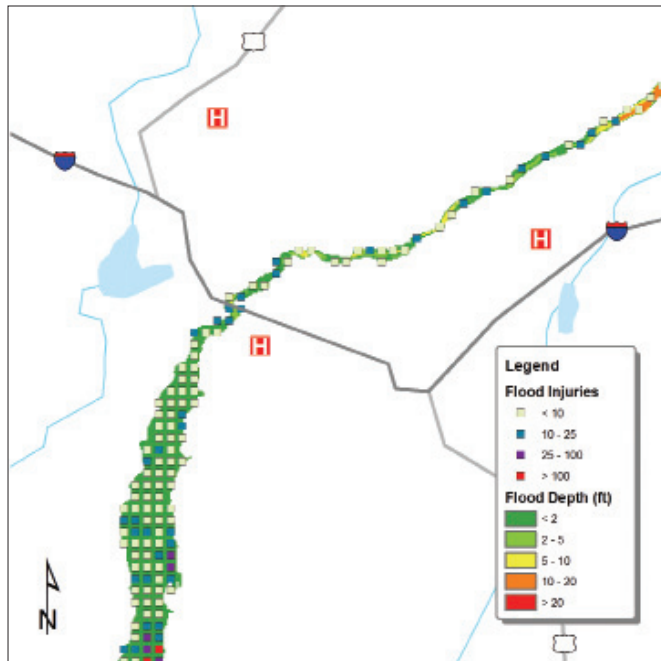 H
H
H
Legend
Flood Injuries
< 10
10 - 25
25 - 100
> 100
Flood Depth (ft)
< 2
2 - 5
5 - 10
10 - 20
> 20
N